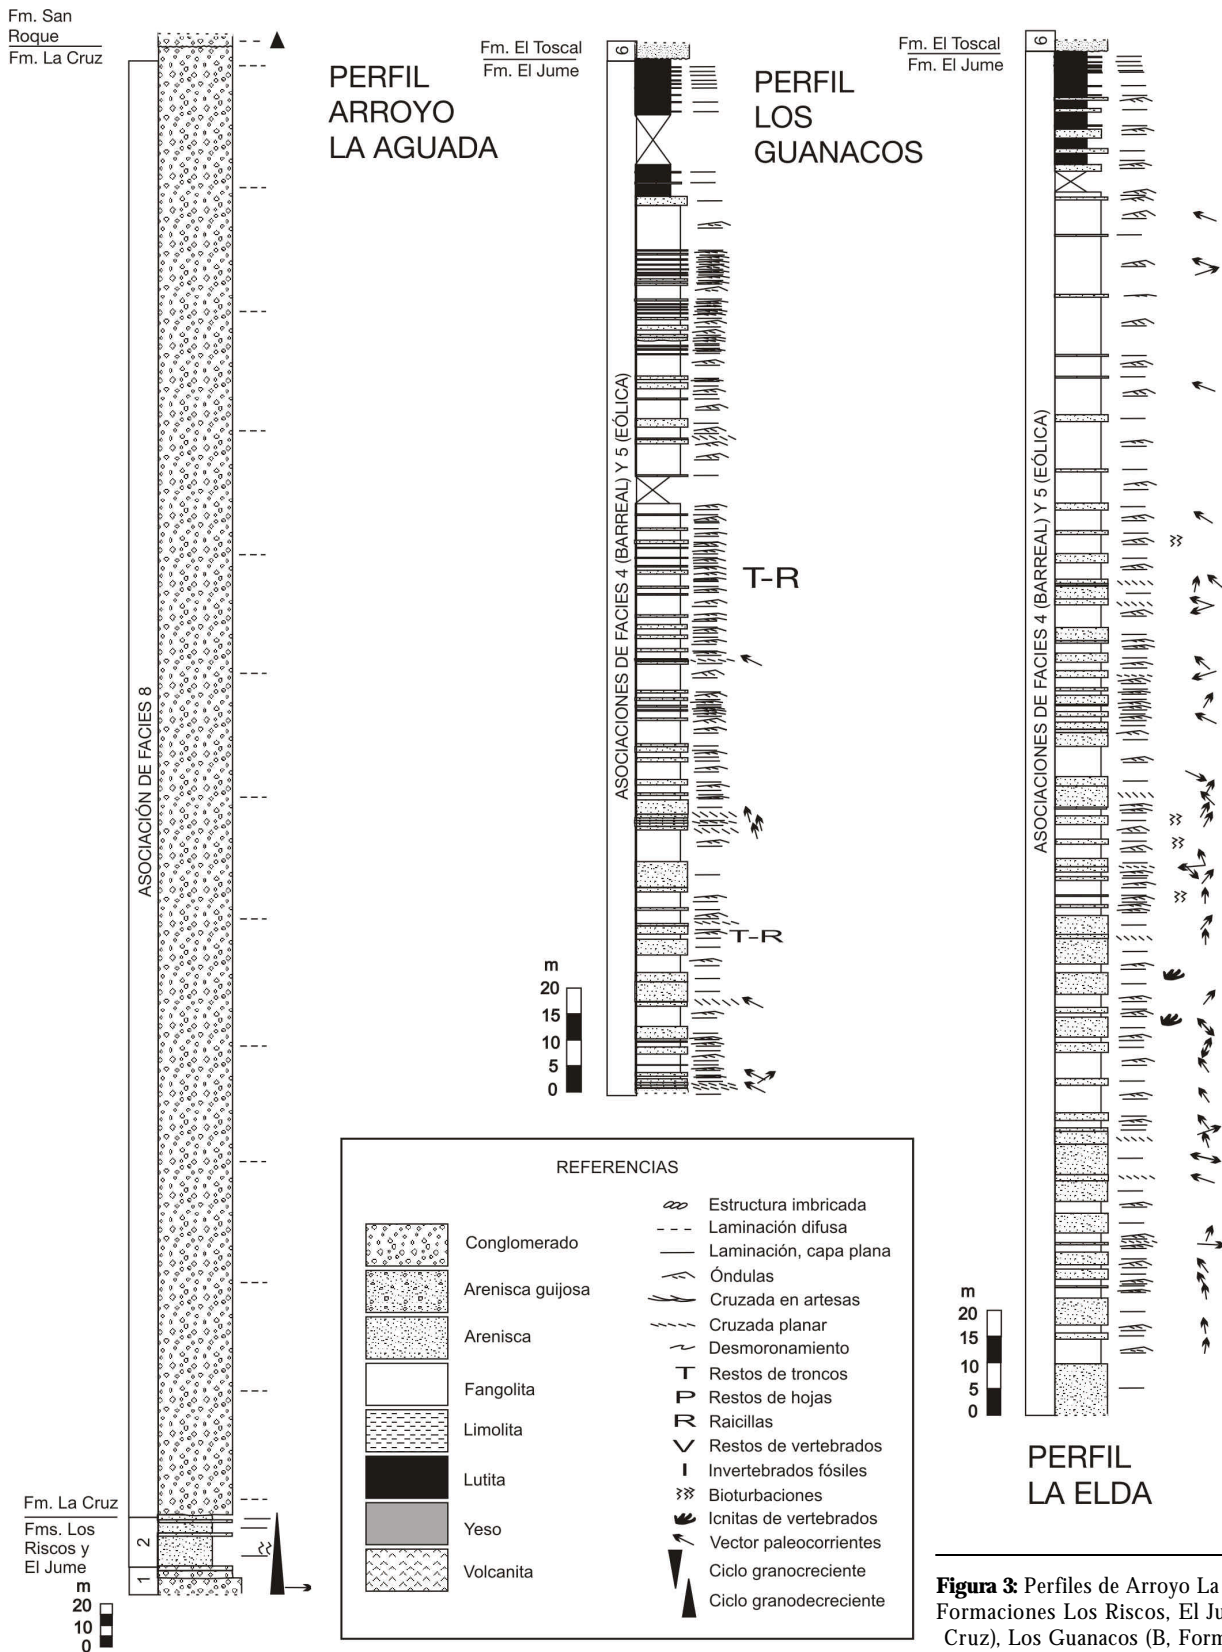 Fm. San
Roque
Fm. La Cruz
PERFIL
ARROYO
LA AGUADA
ASOCIACIÓN DE FACIES 8
Fm. La Cruz
Fms. Los
Riscos y
El Jume
2
1
m
20
10
0
Fm. El Toscal
Fm. El Jume
6
PERFIL
LOS
GUANACOS
ASOCIACIONES DE FACIES 4 (BARREAL) Y 5 (EÓLICA)
T-R
T-R
m
20
15
10
5
0
Fm. El Toscal
Fm. El Jume
6
ASOCIACIONES DE FACIES 4 (BARREAL) Y 5 (EÓLICA)
m
20
15
10
5
0
PERFIL
LA ELDA
REFERENCIAS
Conglomerado
Arenisca guijosa
Arenisca
Fangolita
Limolita
Lutita
Yeso
Volcanita
Estructura imbricada
Laminación difusa
Laminación, capa plana
Óndulas
Cruzada en artesas
Cruzada planar
Desmoronamiento
T Restos de troncos
P Restos de hojas
R Raicillas
V Restos de vertebrados
I Invertebrados fósiles
Bioturbaciones
Icnitas de vertebrados
Vector paleocorrientes
Ciclo granocreciente
Ciclo granodecreciente
Figura 3: Perfiles de Arroyo La
Formaciones Los Riscos, El Ju
Cruz), Los Guanacos (B, Form